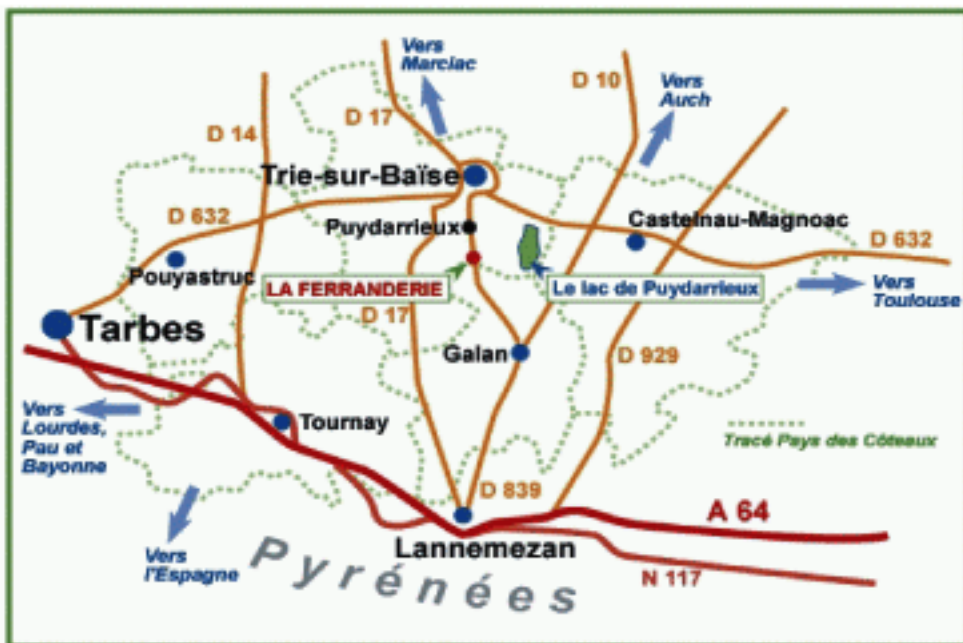 Vers
Marciac
D 10
Vers
Auch
D 17
D 14
Trie-sur-Baïse
Puydarrieux
Castelnau-Magnoac
D 632
D 632
Pouyastruc
LA FERRANDERIE
Le lac de Puydarrieux
Vers
Toulouse
Tarbes
D 17
Galan
D 929
Vers
Lourdes,
Pau et
Bayonne
Tournay
Tracé Pays des Côteaux
D 839
A 64
Lannemezan
Vers
l'Espagne
Pyrénées
N 117